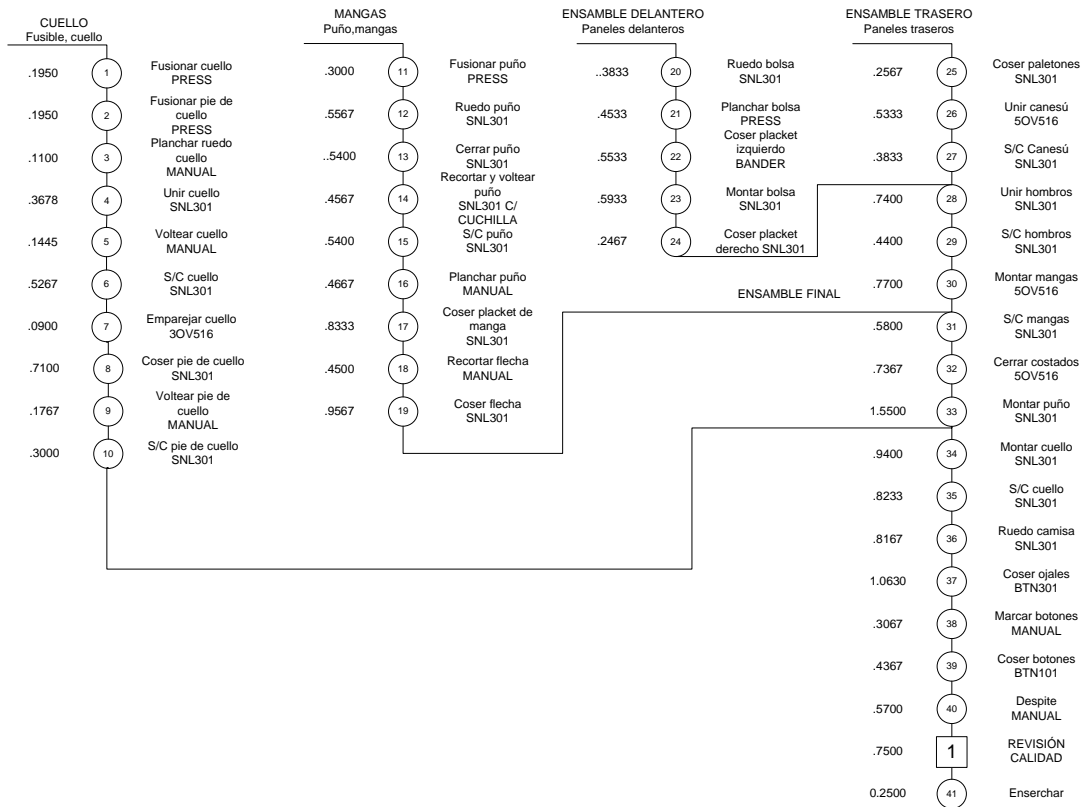 CUELLO
Fusible, cuello
.1950
1
Fusionar cuello
PRESS
.1950
2
Fusionar pie de
cuello
PRESS
.1100
3
Planchar ruedo
cuello
MANUAL
.3678
4
Unir cuello
SNL301
.1445
5
Voltear cuello
MANUAL
.5267
6
S/C cuello
SNL301
.0900
7
Emparejar cuello
3OV516
.7100
8
Coser pie de cuello
SNL301
.1767
9
Voltear pie de
cuello
MANUAL
.3000
10
S/C pie de cuello
SNL301
MANGAS
Puño,mangas
.3000
11
Fusionar puño
PRESS
.5567
12
Ruedo puño
SNL301
..5400
13
Cerrar puño
SNL301
.4567
14
Recortar y voltear
puño
SNL301 C/
CUCHILLA
.5400
15
S/C puño
SNL301
.4667
16
Planchar puño
MANUAL
.8333
17
Coser placket de
manga
SNL301
.4500
18
Recortar flecha
MANUAL
.9567
19
Coser flecha
SNL301
ENSAMBLE DELANTERO
Paneles delanteros
..3833
20
Ruedo bolsa
SNL301
.4533
21
Planchar bolsa
PRESS
.5533
22
Coser placket
izquierdo
BANDER
.5933
23
Montar bolsa
SNL301
.2467
24
Coser placket
derecho SNL301
ENSAMBLE FINAL
ENSAMBLE TRASERO
Paneles traseros
.2567
25
Coser paletones
SNL301
.5333
26
Unir canesú
5OV516
.3833
27
S/C Canesú
SNL301
.7400
28
Unir hombros
SNL301
.4400
29
S/C hombros
SNL301
.7700
30
Montar mangas
5OV516
.5800
31
S/C mangas
SNL301
.7367
32
Cerrar costados
5OV516
1.5500
33
Montar puño
SNL301
.9400
34
Montar cuello
SNL301
.8233
35
S/C cuello
SNL301
.8167
36
Ruedo camisa
SNL301
1.0630
37
Coser ojales
BTN301
.3067
38
Marcar botones
MANUAL
.4367
39
Coser botones
BTN101
.5700
40
Despite
MANUAL
.7500
1
REVISIÓN
CALIDAD
0.2500
41
Enserchar